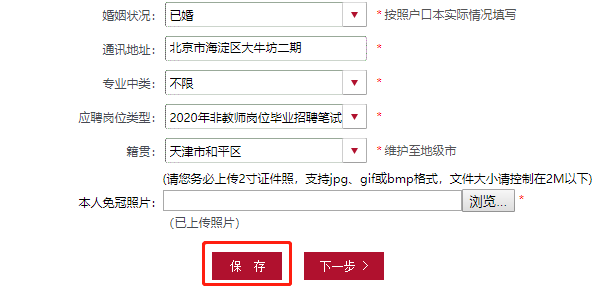 婚姻状况： 已婚 * 按照户口本实际情况填写
通讯地址： 北京市海淀区大牛坊二期 *
专业中类： 不限 *
应聘岗位类型： 2020年非教师岗位毕业招聘笔试 *
籍贯： 天津市和平区 * 维护至地级市
(请您务必上传2寸证件照，支持jpg、gif或bmp格式，文件大小请控制在2M以下)
本人免冠照片： 浏览... *
(已上传照片)
保 存 下一步 >